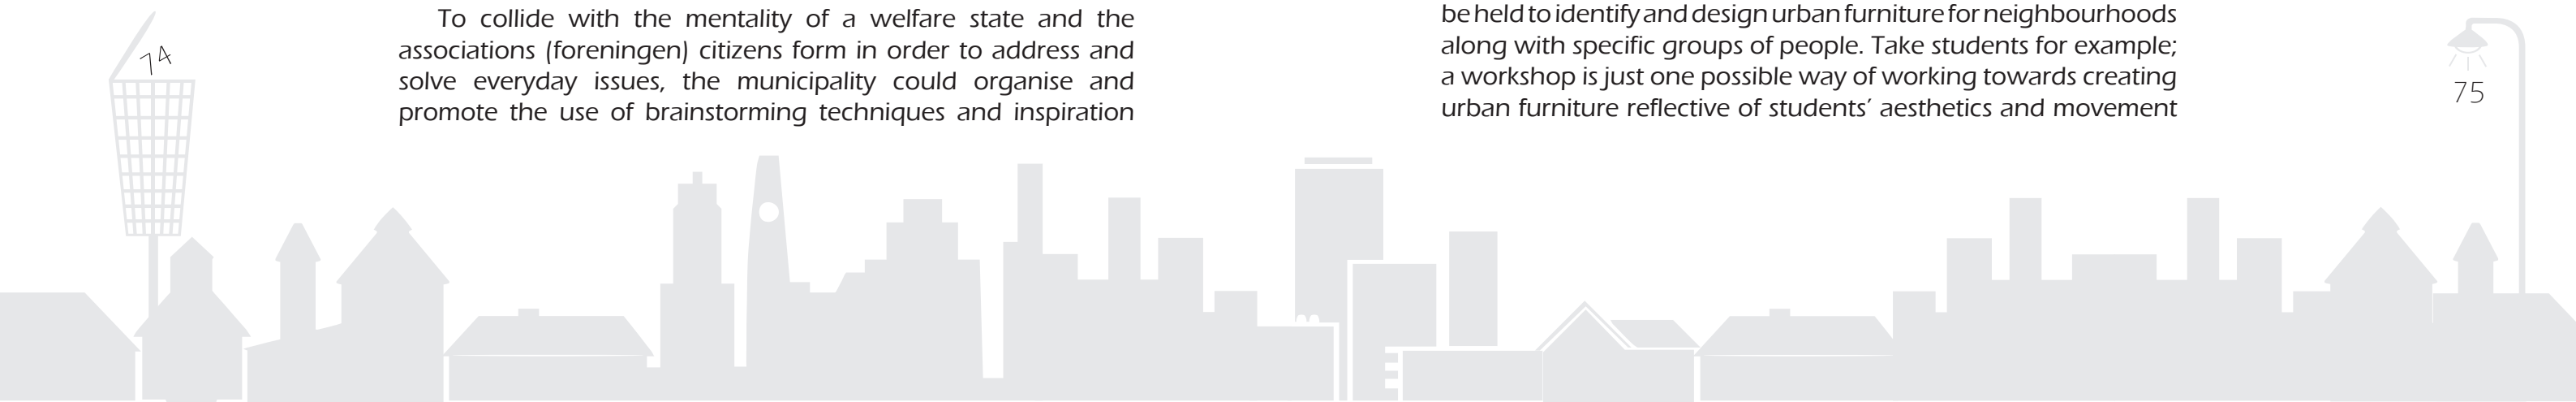 To collide with the mentality of a welfare state and the
associations (foreningen) citizens form in order to address and
solve everyday issues, the municipality could organise and
promote the use of brainstorming techniques and inspiration
74
be held to identify and design urban furniture for neighbourhoods
along with specific groups of people. Take students for example;
a workshop is just one possible way of working towards creating
urban furniture reflective of students’ aesthetics and movement
75